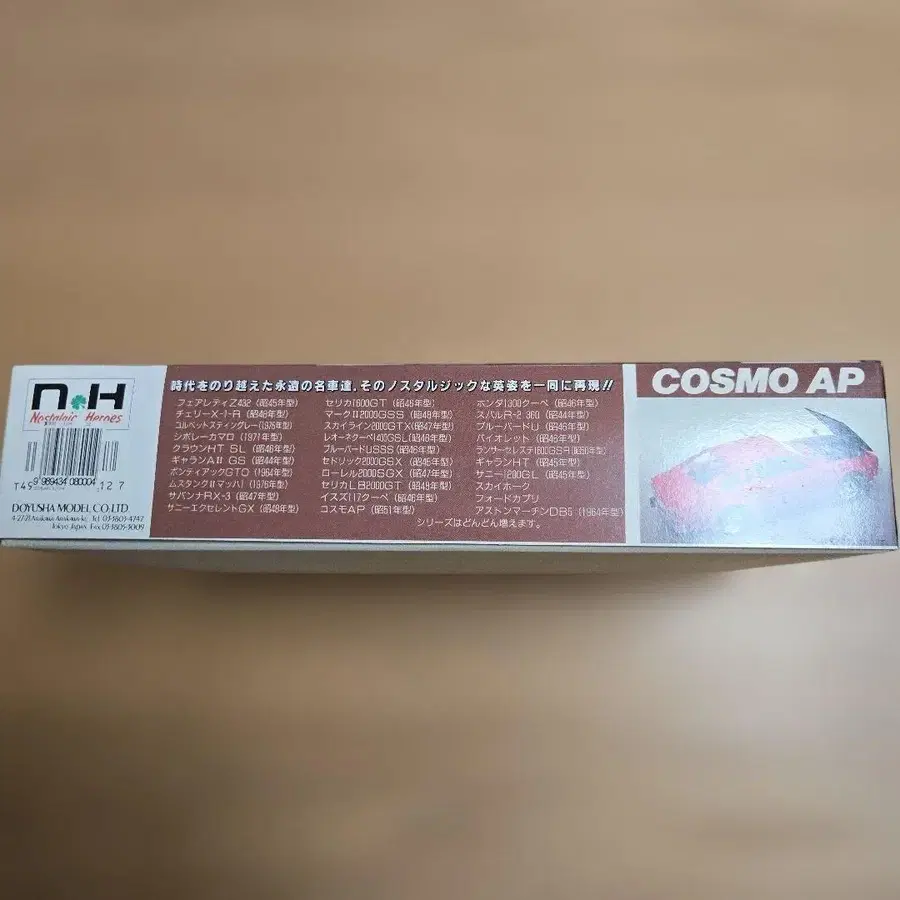 n H
Nostalgic Heroes
T4 9 989434 080004 12 7
DOYUSHA MODEL CO.LTD.
時代をのり越えた永遠の名車達、そのノスタルジックな英姿を一同に再現!!
フェアレディZ432 (昭45年型)
チェリーX-1-R (昭48年型)
コルベットスティングレー(1975年型)
シボレーカマロ (1971年型)
クラウンHT SL (昭46年型)
ギャランAⅡ GS (昭44年型)
ポンティアックGTO (1964年型)
ムスタングⅡマッハ1 (1976年型)
サバンナRX-3 (昭47年型)
サニーエクセレントGX (昭48年型)
セリカ1600GT (昭45年型)
マークⅡ2000GSS (昭48年型)
スカイライン2000GTX(昭47年型)
レオーネクーペ1400GSL(昭46年型)
ブルーバードUSSS (昭48年型)
セドリック2000GSX (昭46年型)
ローレル2000SGX (昭47年型)
セリカLB2000GT (昭48年型)
イスズ117クーペ (昭46年型)
コスモAP (昭51年型)
ホンダ1300クーペ (昭46年型)
スバルR-2 360 (昭44年型)
ブルーバードU (昭46年型)
バイオレット (昭48年型)
ランサーセレステ1600GSR(昭50年型)
ギャランHT (昭45年型)
サニー1200GL (昭45年型)
スカイホーク
フォードカプリ
アストンマーチンDB5 (1964年型)
シリーズはどんどん増えます。
COSMO AP